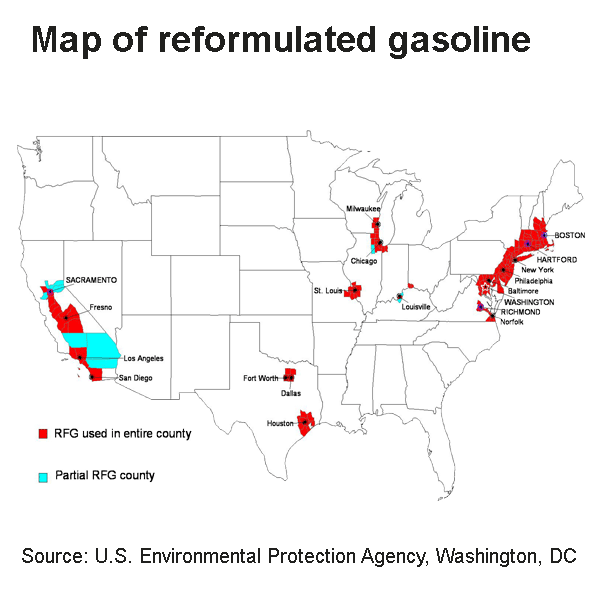 Map of reformulated gasoline
Milwaukee
Chicago
BOSTON
HARTFORD
New York
Philadelphia
Baltimore
WASHINGTON
RICHMOND
Norfolk
SACRAMENTO
Fresno
St. Louis
Louisville
Los Angeles
San Diego
Fort Worth
Dallas
Houston
RFG used in entire county
Partial RFG county
Source: U.S. Environmental Protection Agency, Washington, DC